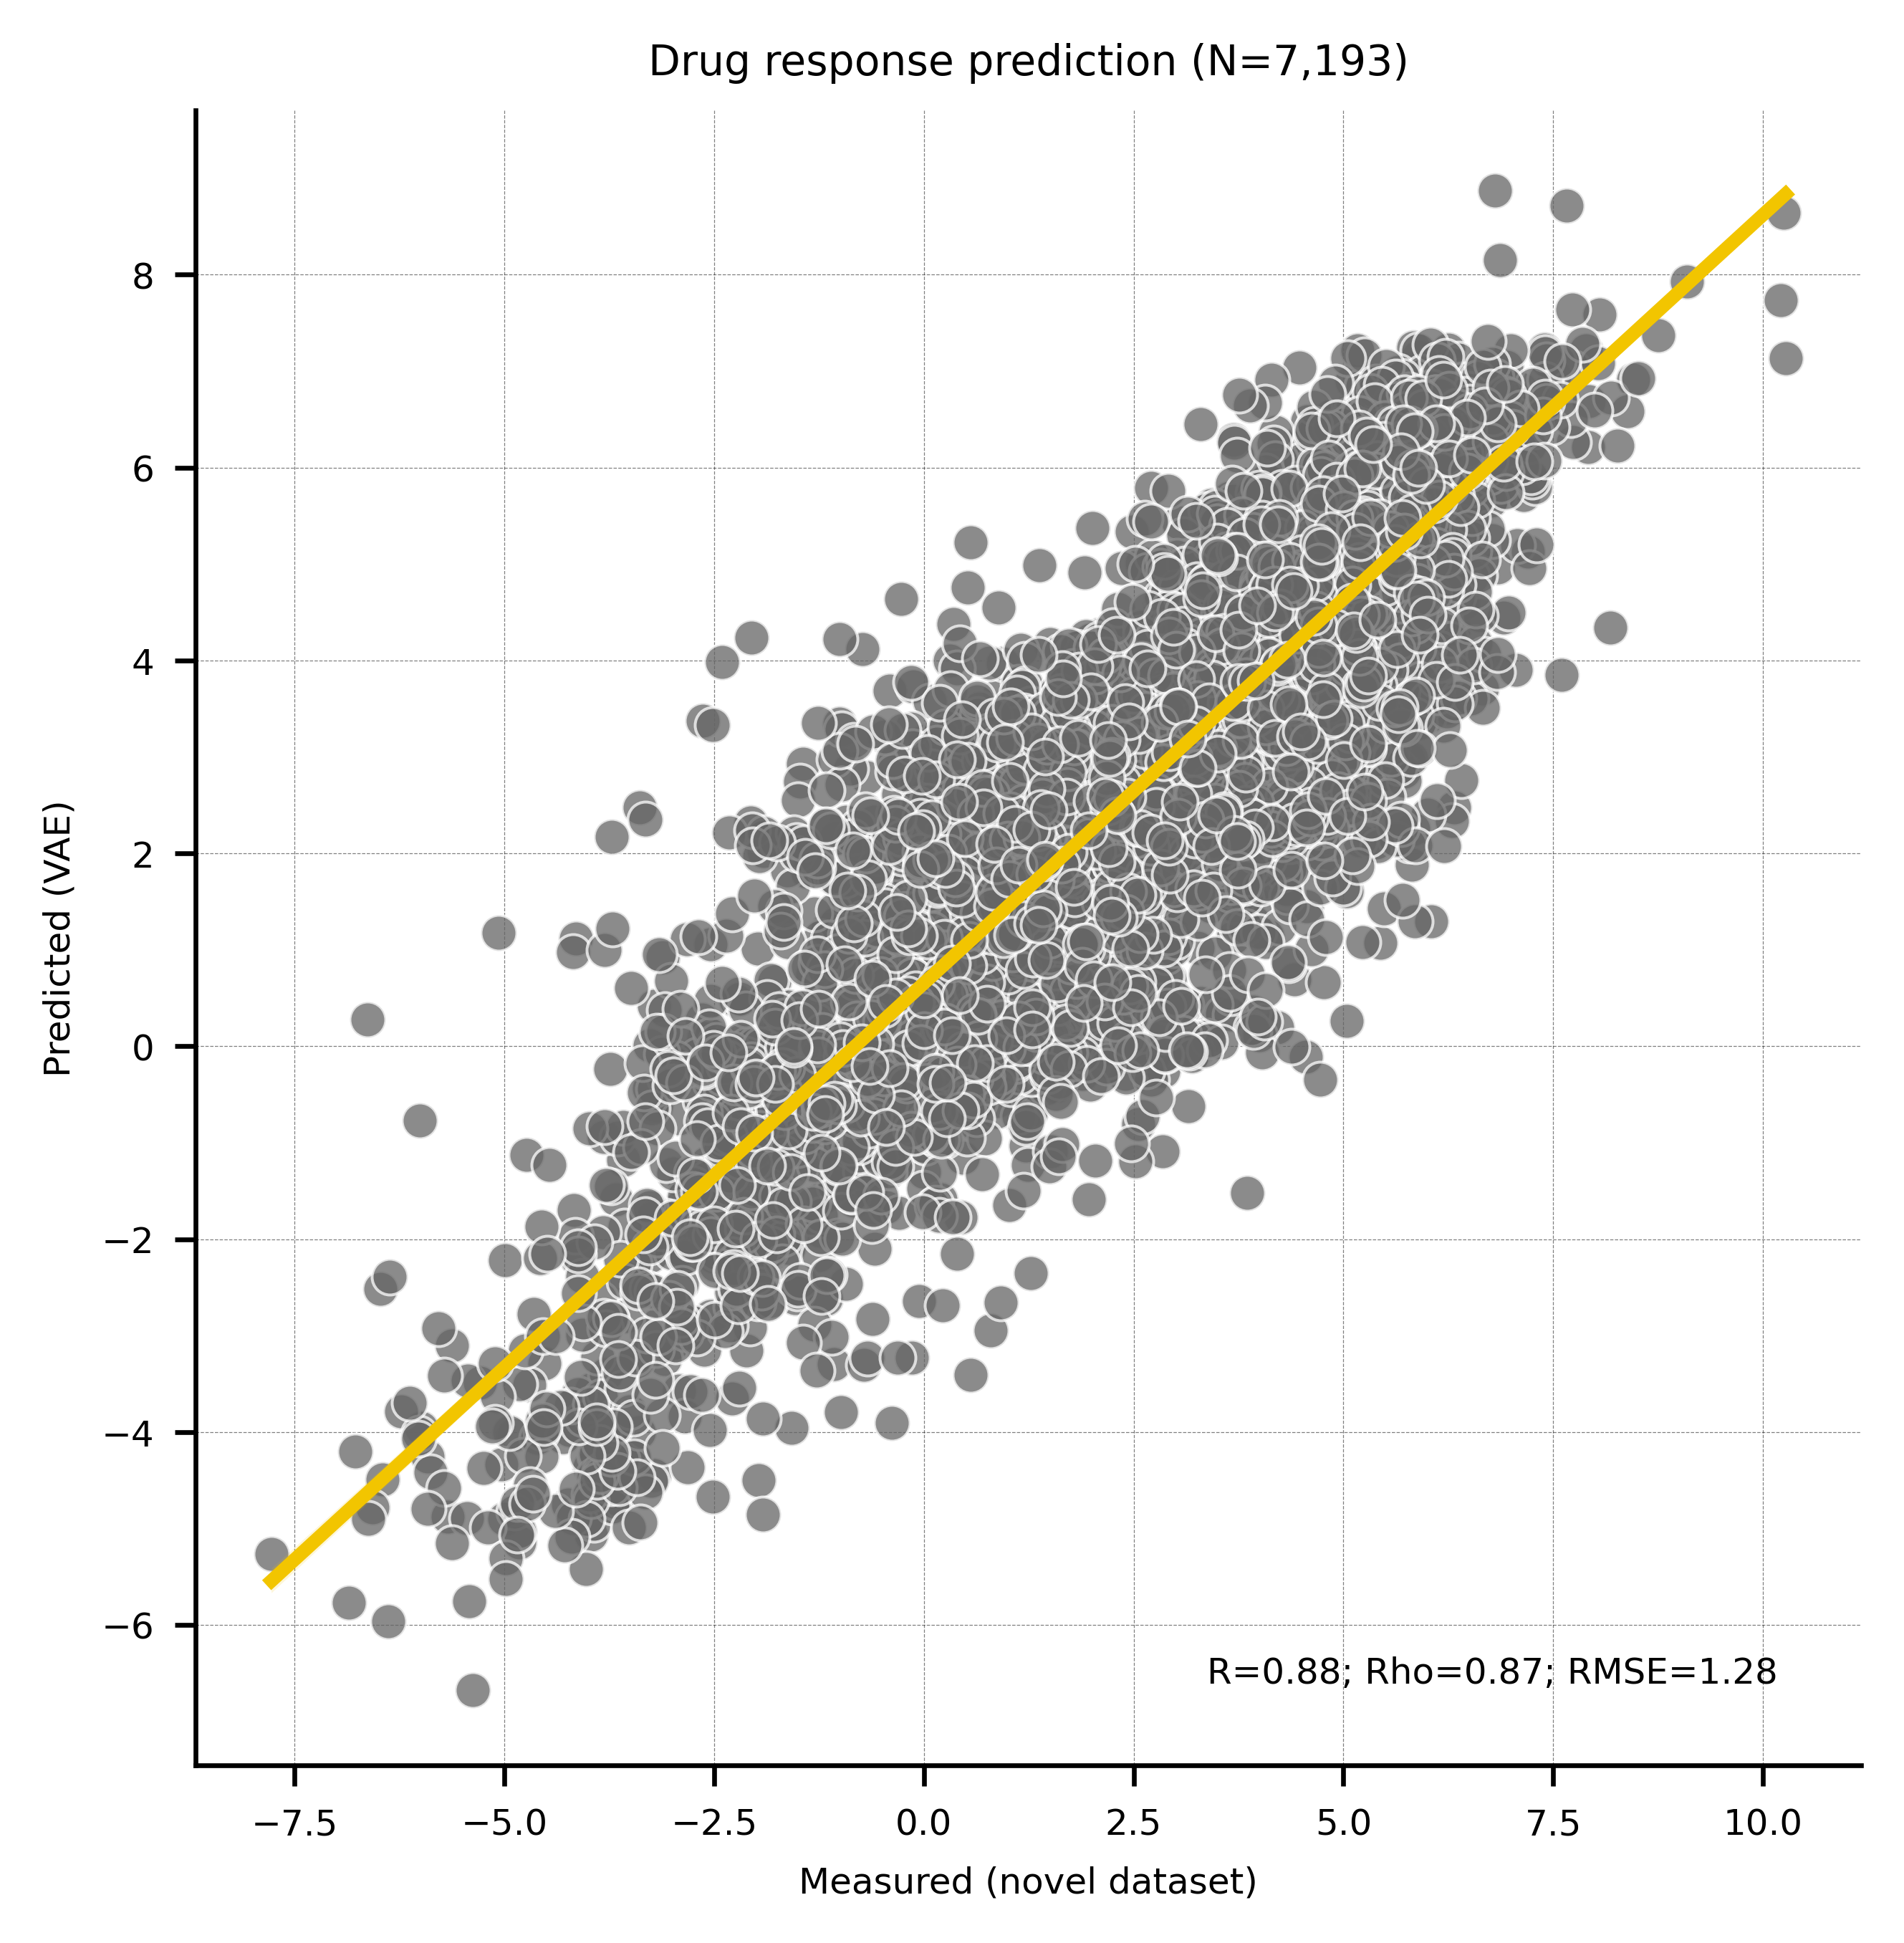 Drug response prediction (N=7,193)
Predicted (VAE)
8
6
4
2
0
−2
−4
−6
R=0.88; Rho=0.87; RMSE=1.28
−7.5 −5.0 −2.5 0.0 2.5 5.0 7.5 10.0
Measured (novel dataset)